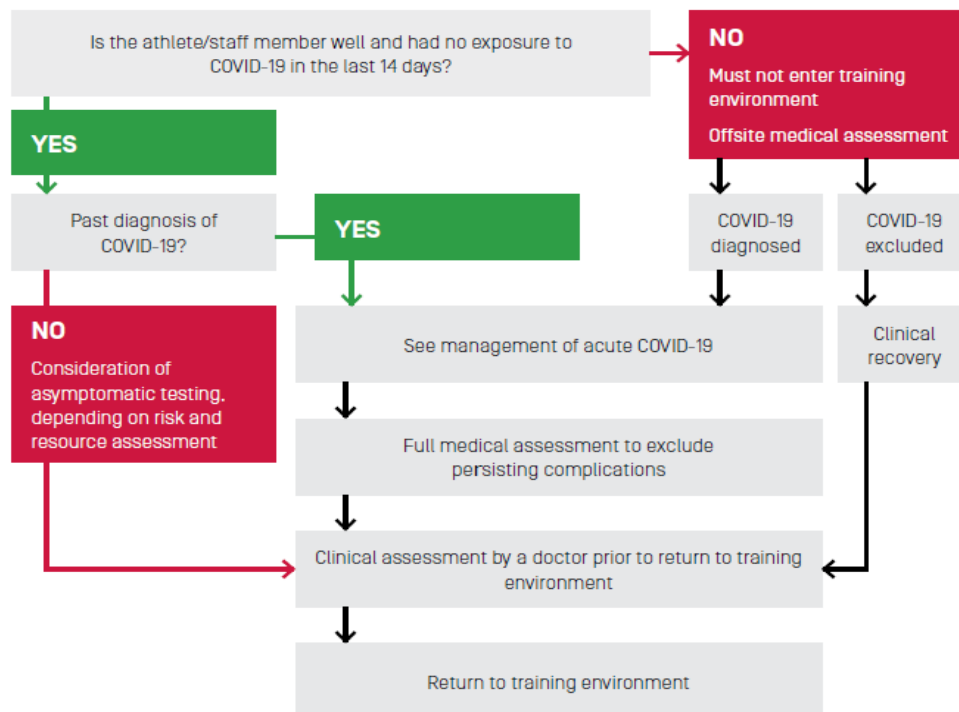 Is the athlete/staff member well and had no exposure to
COVID-19 in the last 14 days?
NO
Must not enter training
environment
Offsite medical assessment
YES
Past diagnosis of
COVID-19?
YES
COVID-19
diagnosed
COVID-19
excluded
NO
Consideration of
asymptomatic testing,
depending on risk and
resource assessment
See management of acute COVID-19
Clinical
recovery
Full medical assessment to exclude
persisting complications
Clinical assessment by a doctor prior to return to training
environment
Return to training environment